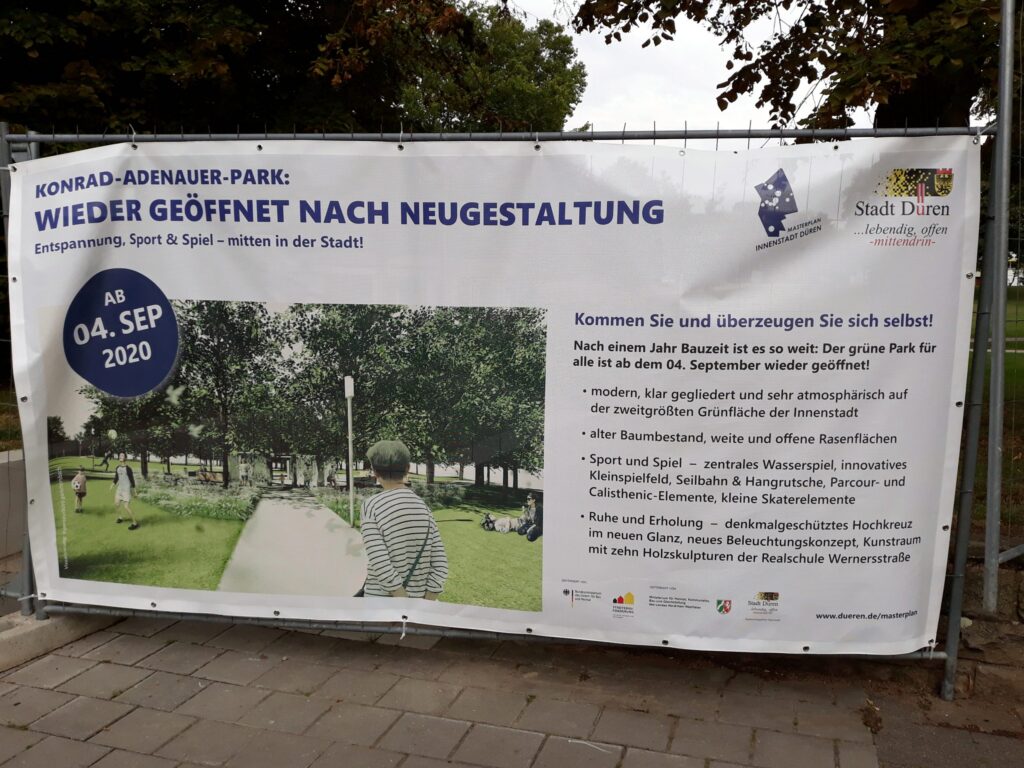 KONRAD-ADENAUER-PARK:
WIEDER GEÖFFNET NACH NEUGESTALTUNG
Entspannung, Sport & Spiel – mitten in der Stadt!
MASTERPLAN
INNENSTADT DÜREN
Stadt Düren
...lebendig, offen
-mittendrin-
AB
04. SEP
2020
Kommen Sie und überzeugen Sie sich selbst!
Nach einem Jahr Bauzeit ist es so weit: Der grüne Park für
alle ist ab dem 04. September wieder geöffnet!
• modern, klar gegliedert und sehr atmosphärisch auf
der zweitgrößten Grünfläche der Innenstadt
• alter Baumbestand, weite und offene Rasenflächen
• Sport und Spiel – zentrales Wasserspiel, innovatives
Kleinspielfeld, Seilbahn & Hangrutsche, Parcour- und
Calisthenic-Elemente, kleine Skaterelemente
• Ruhe und Erholung – denkmalgeschütztes Hochkreuz
im neuen Glanz, neues Beleuchtungskonzept, Kunstraum
mit zehn Holzskulpturen der Realschule Wernersstraße
Stadt Düren
www.dueren.de/masterplan